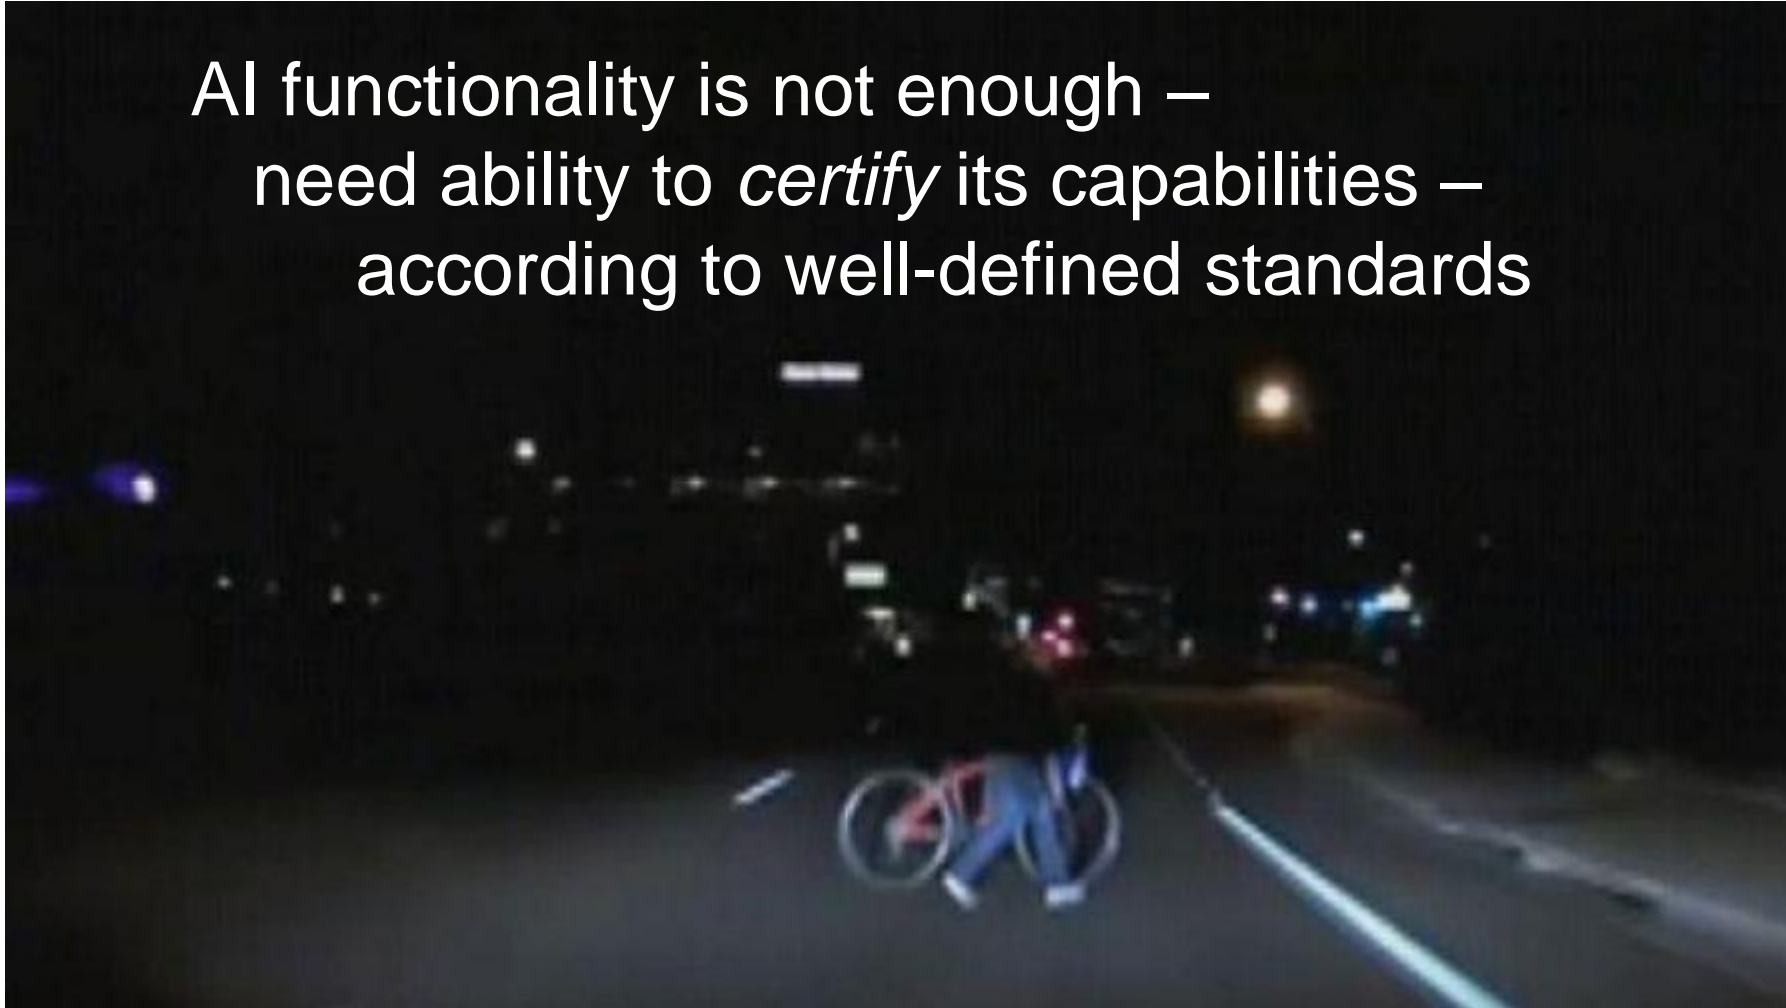 AI functionality is not enough –
need ability to certify its capabilities –
according to well-defined standards